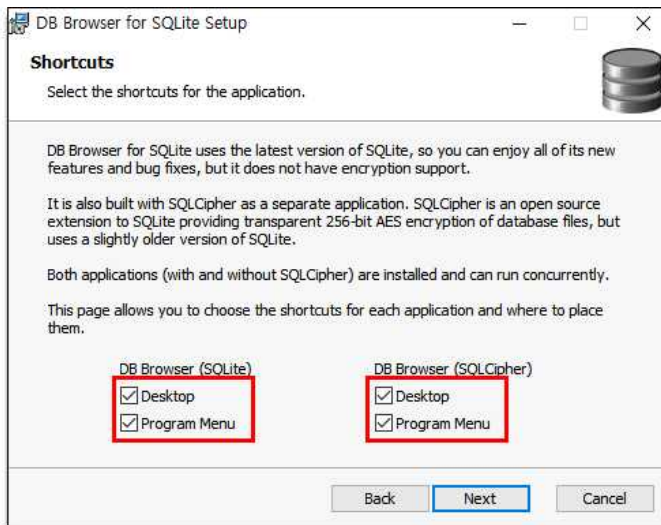 DB Browser for SQLite Setup
Shortcuts
Select the shortcuts for the application.
DB Browser for SQLite uses the latest version of SQLite, so you can enjoy all of its new
features and bug fixes, but it does not have encryption support.
It is also built with SQLCipher as a separate application. SQLCipher is an open source
extension to SQLite providing transparent 256-bit AES encryption of database files, but
uses a slightly older version of SQLite.
Both applications (with and without SQLCipher) are installed and can run concurrently.
This page allows you to choose the shortcuts for each application and where to place
them.
DB Browser (SQLite) DB Browser (SQLCipher)
Desktop Desktop
Program Menu Program Menu
Back Next Cancel